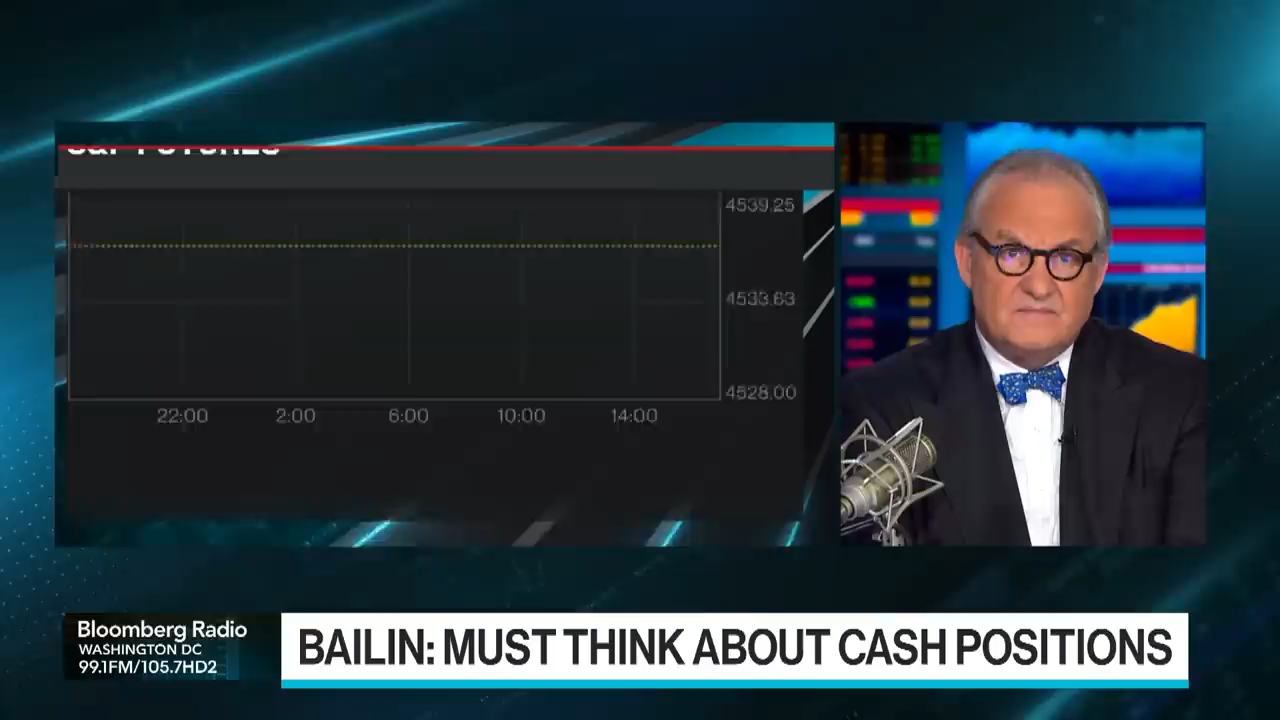 4539.25
4533.63
4528.00
22:00
2:00
6:00
10:00
14:00
Bloomberg Radio
WASHINGTON DC
99.1FM/105.7HD2
BAILIN: MUST THINK ABOUT CASH POSITIONS